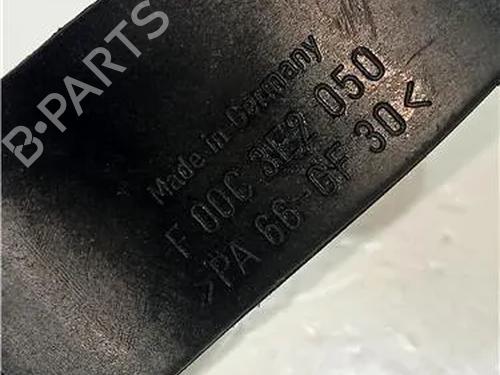 B-PARTS
Made in Germany
F 00C 3E2 050
>PA 66-GF 30<